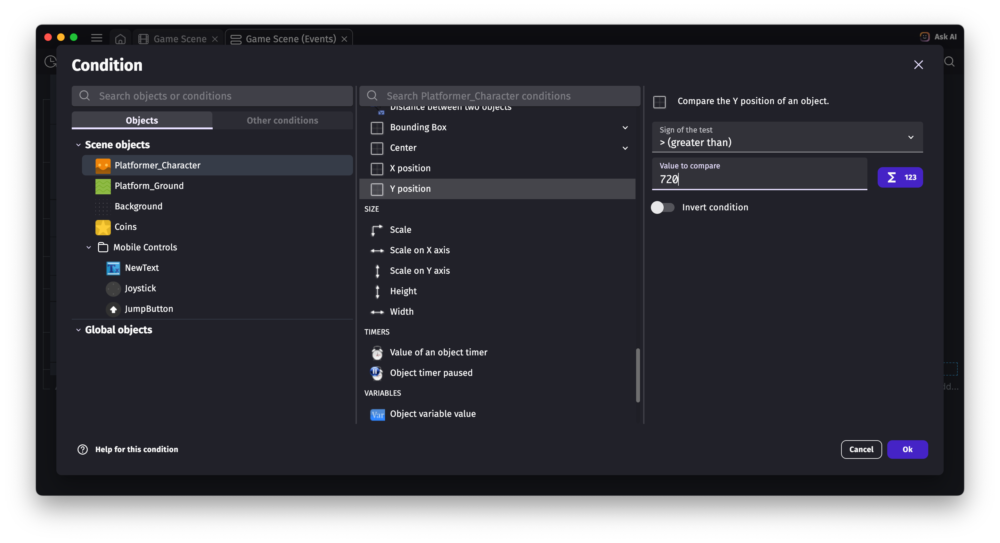 Game Scene
Game Scene (Events)
Ask AI
Condition
Search objects or conditions
Objects
Other conditions
Scene objects
Platformer_Character
Platform_Ground
Background
Coins
Mobile Controls
Tx
NewText
Joystick
JumpButton
Global objects
Search Platformer_Character conditions
Distance between two objects
Bounding Box
Center
X position
Y position
SIZE
Scale
Scale on X axis
Scale on Y axis
Height
Width
TIMERS
Value of an object timer
Object timer paused
VARIABLES
Var
Object variable value
Compare the Y position of an object.
Sign of the test
> (greater than)
Value to compare
720
Σ 123
Invert condition
Help for this condition
Cancel
Ok